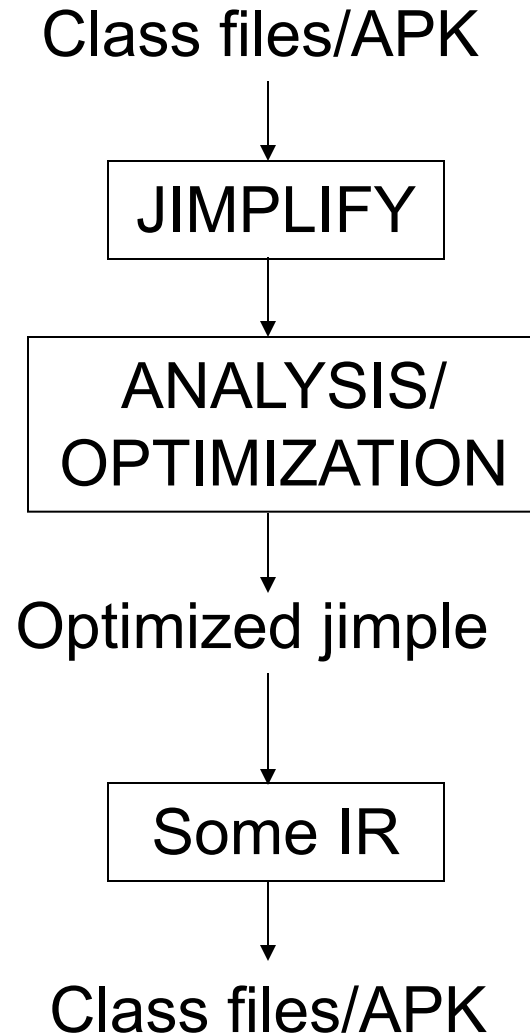 Class files/APK
JIMPLIFY
ANALYSIS/
OPTIMIZATION
Optimized jimple
Some IR
Class files/APK